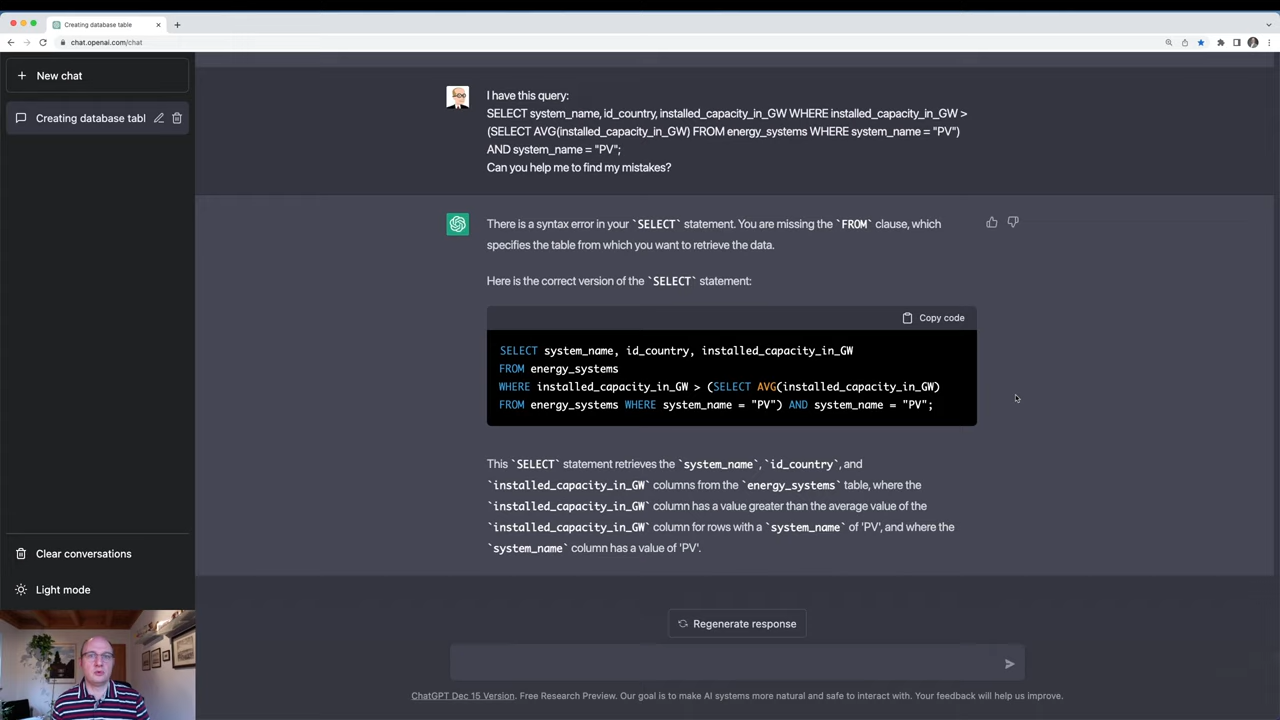 Creating database table
chat.openai.com/chat
New chat
Creating database tabl
I have this query:
SELECT system_name, id_country, installed_capacity_in_GW WHERE installed_capacity_in_GW >
(SELECT AVG(installed_capacity_in_GW) FROM energy_systems WHERE system_name = "PV")
AND system_name = "PV";
Can you help me to find my mistakes?
There is a syntax error in your `SELECT` statement. You are missing the `FROM` clause, which
specifies the table from which you want to retrieve the data.
Here is the correct version of the `SELECT` statement:
Copy code
SELECT system_name, id_country, installed_capacity_in_GW
FROM energy_systems
WHERE installed_capacity_in_GW > (SELECT AVG(installed_capacity_in_GW)
FROM energy_systems WHERE system_name = "PV") AND system_name = "PV";
This `SELECT` statement retrieves the `system_name`, `id_country`, and
`installed_capacity_in_GW` columns from the `energy_systems` table, where the
`installed_capacity_in_GW` column has a value greater than the average value of the
`installed_capacity_in_GW` column for rows with a `system_name` of 'PV', and where the
`system_name` column has a value of 'PV'.
Clear conversations
Light mode
Regenerate response
ChatGPT Dec 15 Version. Free Research Preview. Our goal is to make AI systems more natural and safe to interact with. Your feedback will help us improve.